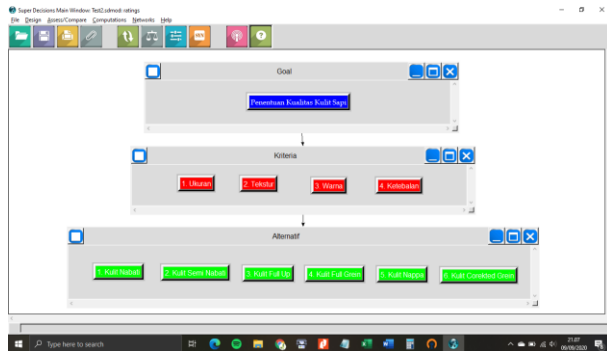 Super Decisions Main Window: Test2.sdmod: ratings
File Design Assess/Compare Computations Networks Help
Goal
Penentuan Kualitas Kulit Sapi
Kriteria
1. Ukuran
2. Tekstur
3. Warna
4. Ketebalan
Alternatif
1. Kulit Nabati
2. Kulit Semi Nabati
3. Kulit Full Up
4. Kulit Full Grain
5. Kulit Nappa
6. Kulit Corekted Grain
Type here to search
21.07
09/09/2020